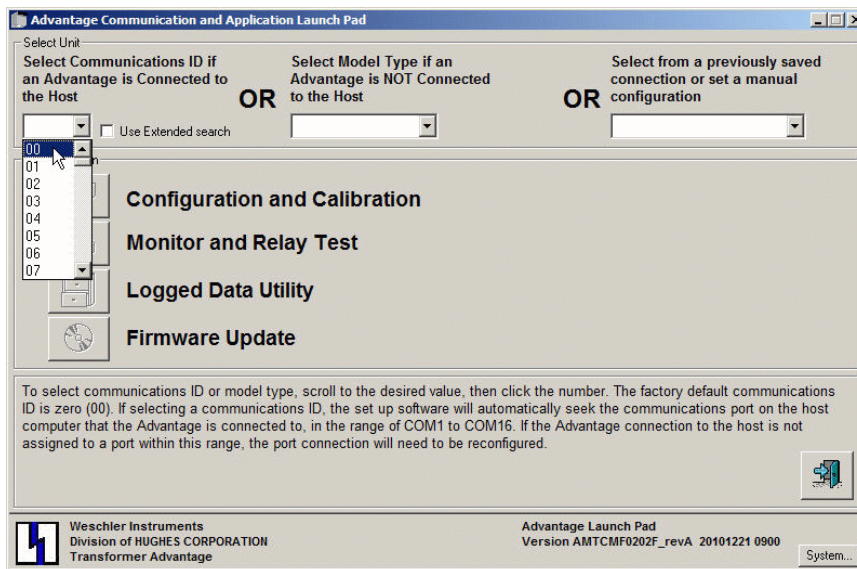 Advantage Communication and Application Launch Pad
Select Unit
Select Communications ID if
an Advantage is Connected to
the Host
OR
Select Model Type if an
Advantage is NOT Connected
to the Host
OR
Select from a previously saved
connection or set a manual
configuration
Use Extended search
00
01
02
03
04
05
06
07
Configuration and Calibration
Monitor and Relay Test
Logged Data Utility
Firmware Update
To select communications ID or model type, scroll to the desired value, then click the number. The factory default communications
ID is zero (00). If selecting a communications ID, the set up software will automatically seek the communications port on the host
computer that the Advantage is connected to, in the range of COM1 to COM16. If the Advantage connection to the host is not
assigned to a port within this range, the port connection will need to be reconfigured.
Weschler Instruments
Division of HUGHES CORPORATION
Transformer Advantage
Advantage Launch Pad
Version AMTCMF0202F_revA 20101221 0900
System...